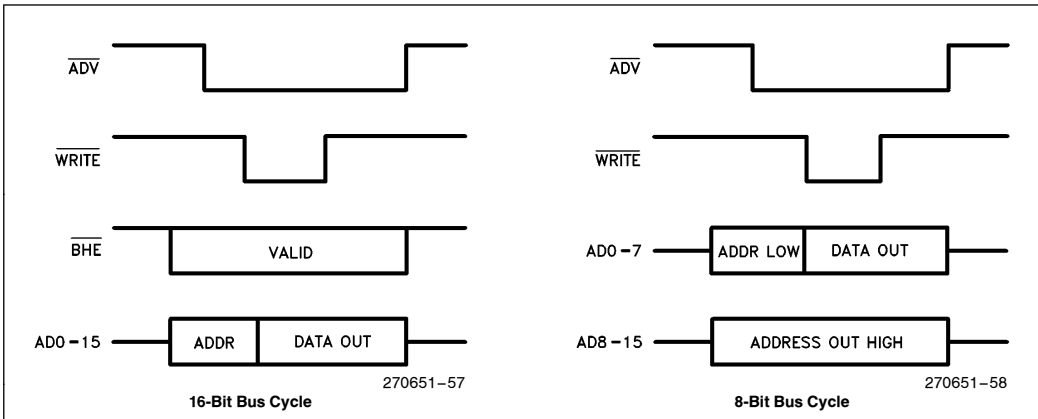 ADV
WRITE
BHE
VALID
AD0-15
ADDR
DATA OUT
270651-57
16-Bit Bus Cycle
ADV
WRITE
AD0-7
ADDR LOW
DATA OUT
AD8-15
ADDRESS OUT HIGH
270651-58
8-Bit Bus Cycle